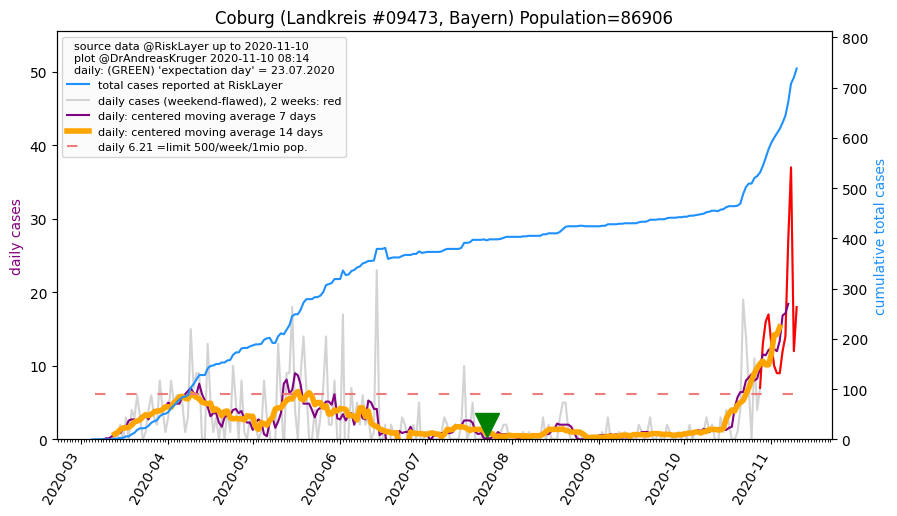 Coburg (Landkreis #09473, Bayern) Population=86906
source data @RiskLayer up to 2020-11-10
plot @DrAndreasKruger 2020-11-10 08:14
daily: (GREEN) 'expectation day' = 23.07.2020
total cases reported at RiskLayer
daily cases (weekend-flawed), 2 weeks: red
daily: centered moving average 7 days
daily: centered moving average 14 days
daily 6.21 =limit 500/week/1mio pop.
daily cases
50
40
30
20
10
0
cumulative total cases
800
700
600
500
400
300
200
100
0
2020-03
2020-04
2020-05
2020-06
2020-07
2020-08
2020-09
2020-10
2020-11